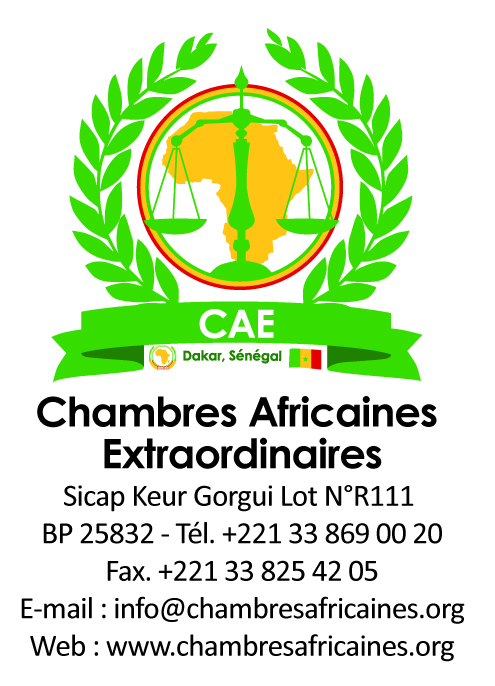 CAE
Dakar, Sénégal
Chambres Africaines
Extraordinaires
Sicap Keur Gorgui Lot N°R111
BP 25832 - Tél. +221 33 869 00 20
Fax. +221 33 825 42 05
E-mail : info@chambresafricaines.org
Web : www.chambresafricaines.org